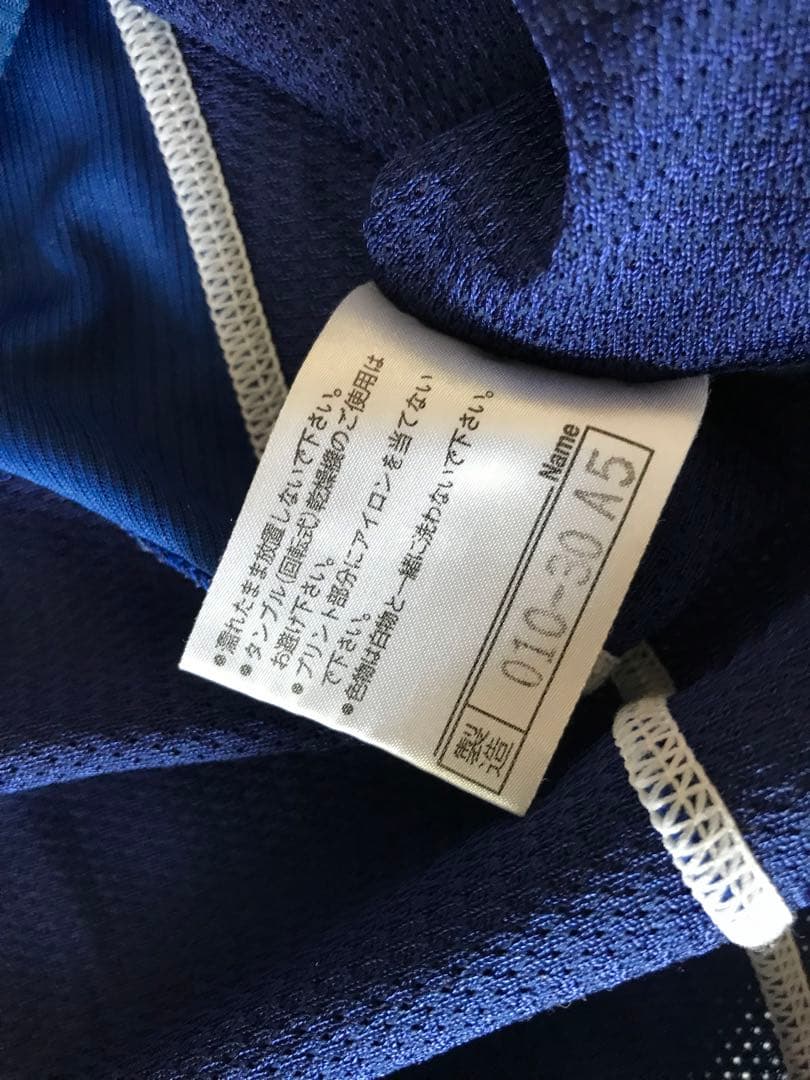 ●濡れたまま放置しないで下さい。
●タンブル(回転式)乾燥機のご使用は
お避け下さい。
●プリント部分にアイロンを当てない
で下さい。
●色物は白物と一緒に洗わないで下さい。
Name
製造 010-30 A5